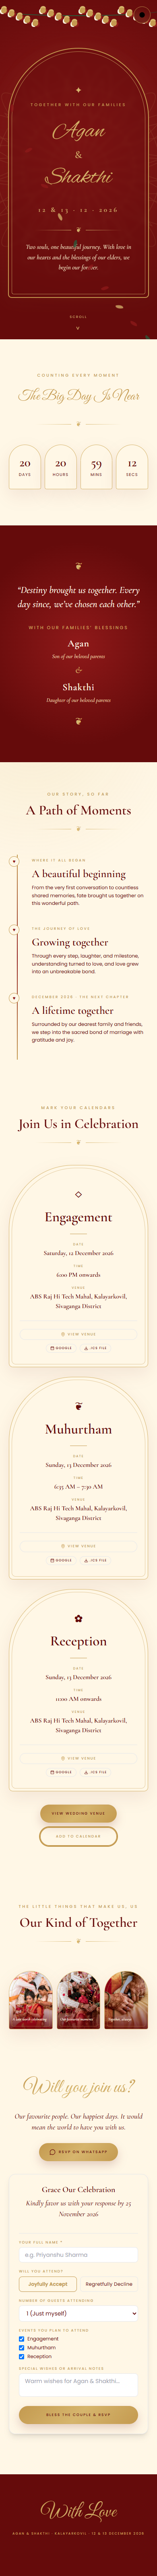 TOGETHER WITH OUR FAMILIES
Agan
&
Shakthi
12 & 13 · 12 · 2026
Two souls, one beautiful journey. With love in
our hearts and the blessings of our elders, we
begin our forever.
SCROLL
COUNTING EVERY MOMENT
The Big Day Is Near
20 20 59 12
DAYS HOURS MINS SECS
“Destiny brought us together. Every
day since, we've chosen each other.”
WITH OUR FAMILIES' BLESSINGS
Agan
Son of our beloved parents
&
Shakthi
Daughter of our beloved parents
OUR STORY, SO FAR
A Path of Moments
WHERE IT ALL BEGAN
A beautiful beginning
From the very first conversation to countless
shared memories, fate brought us together on
this wonderful path.
THE JOURNEY OF LOVE
Growing together
Through every step, laughter, and milestone,
understanding turned to love, and love grew
into an unbreakable bond.
DECEMBER 2026 · THE NEXT CHAPTER
A lifetime together
Surrounded by our dearest family and friends,
we step into the sacred bond of marriage with
gratitude and joy.
MARK YOUR CALENDARS
Join Us in Celebration
Engagement
DATE
Saturday, 12 December 2026
TIME
6:00 PM onwards
VENUE
ABS Raj Hi Tech Mahal, Kalayarkovil,
Sivaganga District
VIEW VENUE
GOOGLE ICS FILE
Muhurtham
DATE
Sunday, 13 December 2026
TIME
6:35 AM – 7:30 AM
VENUE
ABS Raj Hi Tech Mahal, Kalayarkovil,
Sivaganga District
VIEW VENUE
GOOGLE ICS FILE
Reception
DATE
Sunday, 13 December 2026
TIME
11:00 AM onwards
VENUE
ABS Raj Hi Tech Mahal, Kalayarkovil,
Sivaganga District
VIEW VENUE
GOOGLE ICS FILE
VIEW WEDDING VENUE
ADD TO CALENDAR
THE LITTLE THINGS THAT MAKE US, US
Our Kind of Together
Will you join us?
Our favourite people. Our happiest days. It would
mean the world to have you with us.
RSVP ON WHATSAPP
Grace Our Celebration
Kindly favour us with your response by 25
November 2026
YOUR FULL NAME *
e.g. Priyanshu Sharma
WILL YOU ATTEND?
Joyfully Accept Regretfully Decline
NUMBER OF GUESTS ATTENDING
1 (Just myself)
EVENTS YOU PLAN TO ATTEND
Engagement
Muhurtham
Reception
SPECIAL WISHES OR ARRIVAL NOTES
Warm wishes for Agan & Shakthi...
BLESS THE COUPLE & RSVP
With Love
AGAN & SHAKTHI · KALAYARKOVIL · 12 & 13 DECEMBER 2026